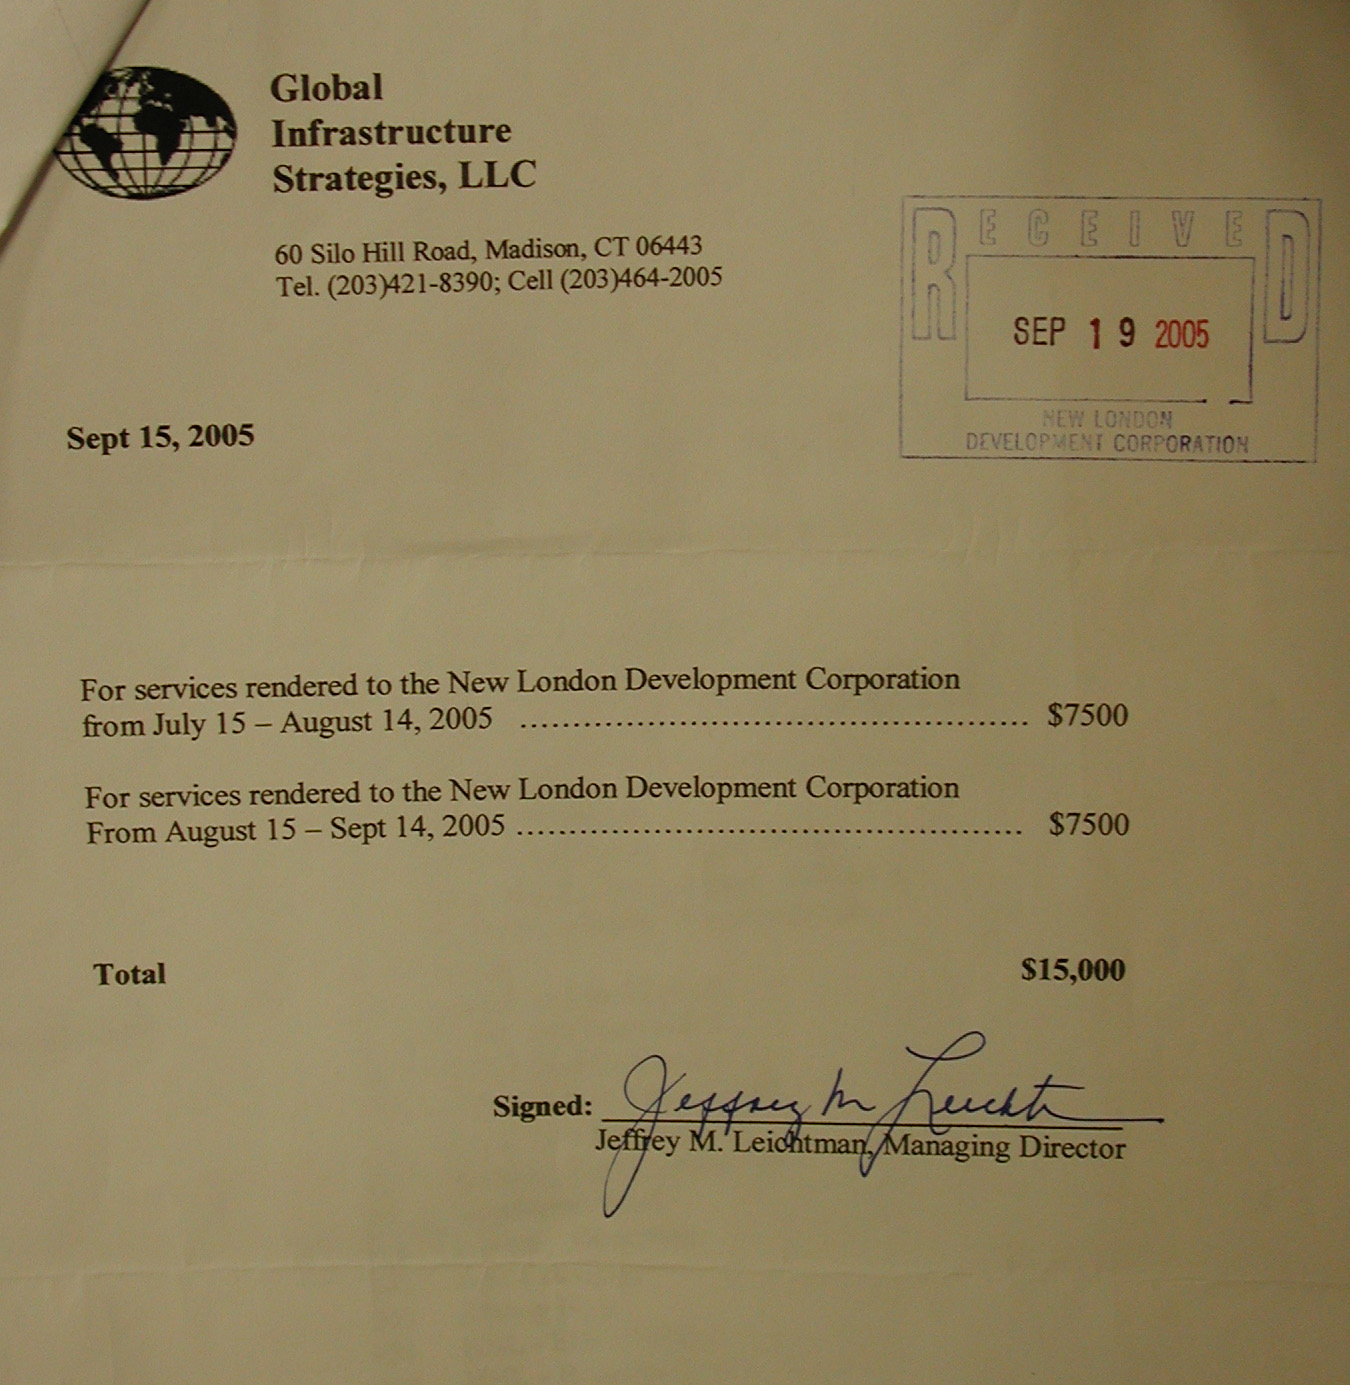 Global
Infrastructure
Strategies, LLC
60 Silo Hill Road, Madison, CT 06443
Tel. (203)421-8390; Cell (203)464-2005
RECEIVED
SEP 19 2005
NEW LONDON
DEVELOPMENT CORPORATION
Sept 15, 2005
For services rendered to the New London Development Corporation
from July 15 – August 14, 2005 ................................................ $7500
For services rendered to the New London Development Corporation
From August 15 – Sept 14, 2005 ................................................ $7500
Total $15,000
Signed: Jeffrey M Leichtman
Jeffrey M. Leichtman, Managing Director